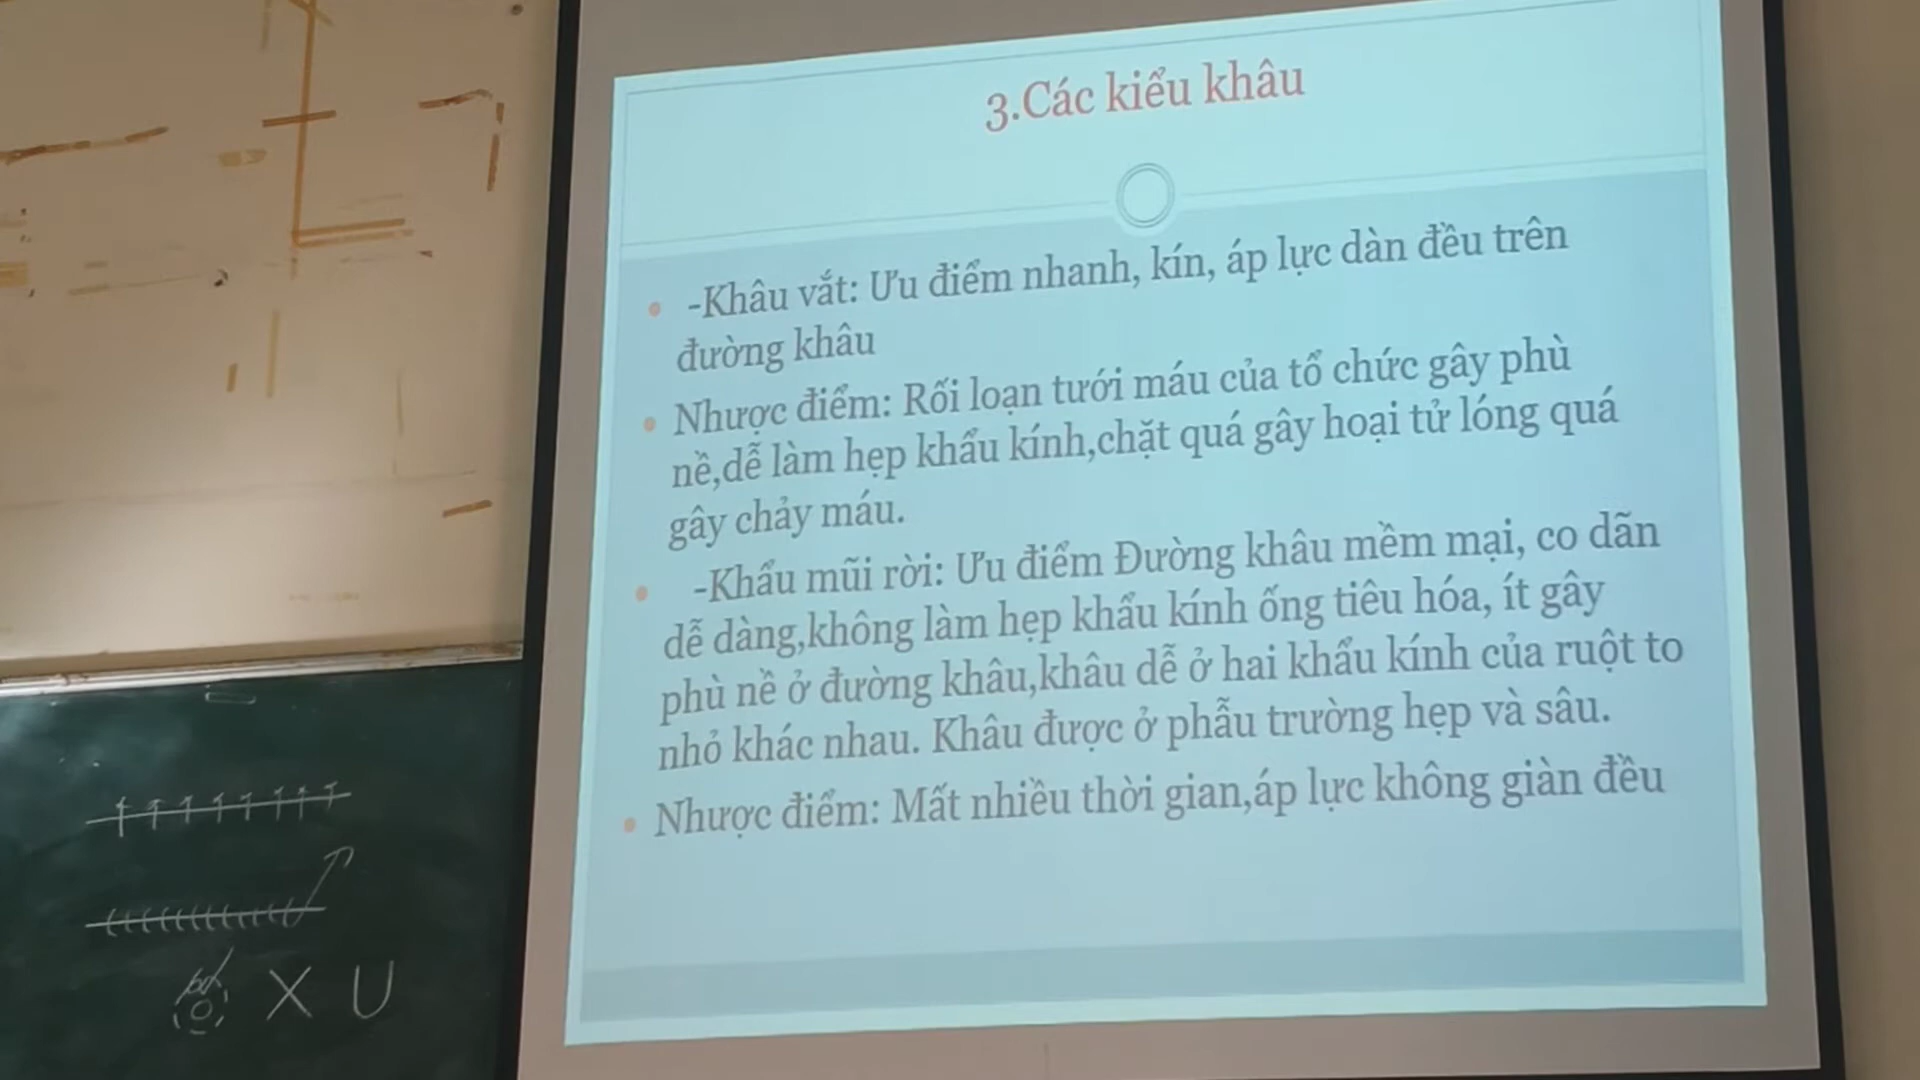 3.Các kiểu khâu
-Khâu vắt: Ưu điểm nhanh, kín, áp lực dàn đều trên
đường khâu
Nhược điểm: Rối loạn tưới máu của tổ chức gây phù
nề,dễ làm hẹp khẩu kính,chặt quá gây hoại tử lóng quá
gây chảy máu.
-Khẩu mũi rời: Ưu điểm Đường khâu mềm mại, co dãn
dễ dàng,không làm hẹp khẩu kính ống tiêu hóa, ít gây
phù nề ở đường khâu,khâu dễ ở hai khẩu kính của ruột to
nhỏ khác nhau. Khâu được ở phẫu trường hẹp và sâu.
Nhược điểm: Mất nhiều thời gian,áp lực không giàn đều
X U